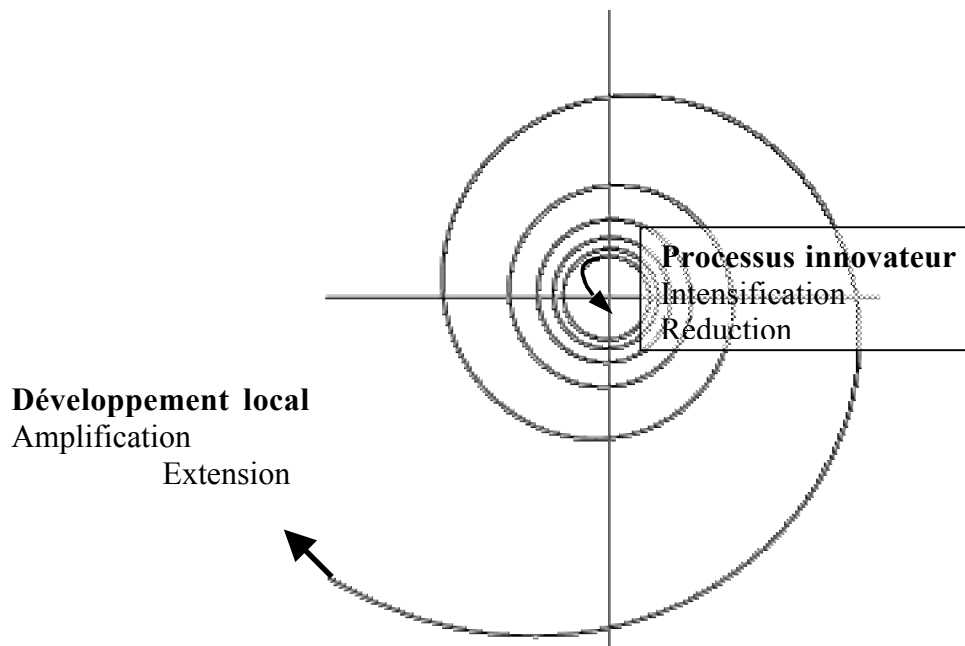 Processus innovateur
Intensification
Réduction
Développement local
Amplification
Extension